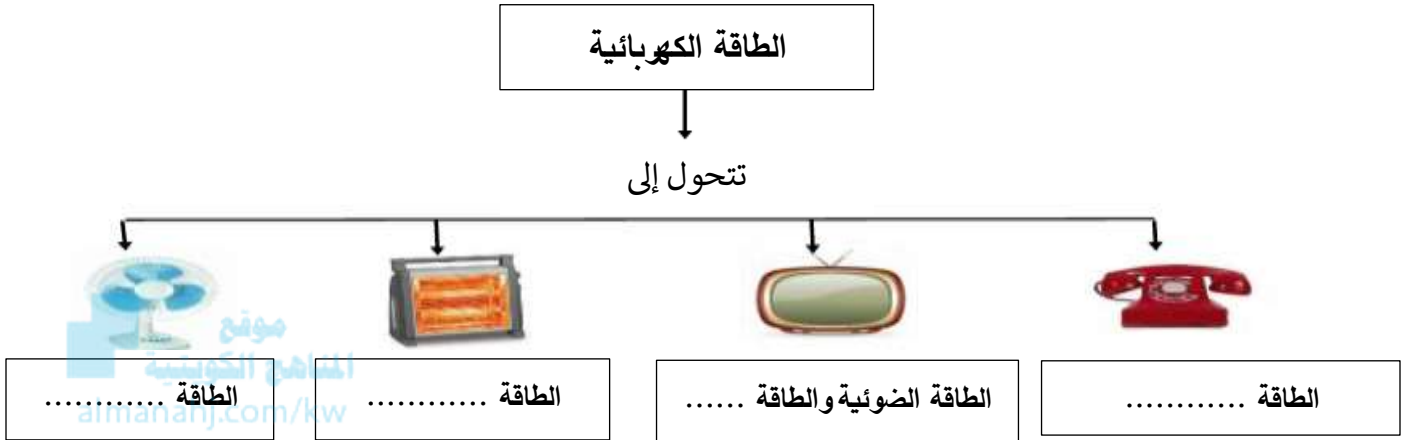 الطاقة الكهربائية
تتحول إلى
الطاقة ............
الطاقة الضوئية والطاقة ......
الطاقة ............
الطاقة ............
موقع
المناهج الكويتية
almanahj.com/kw